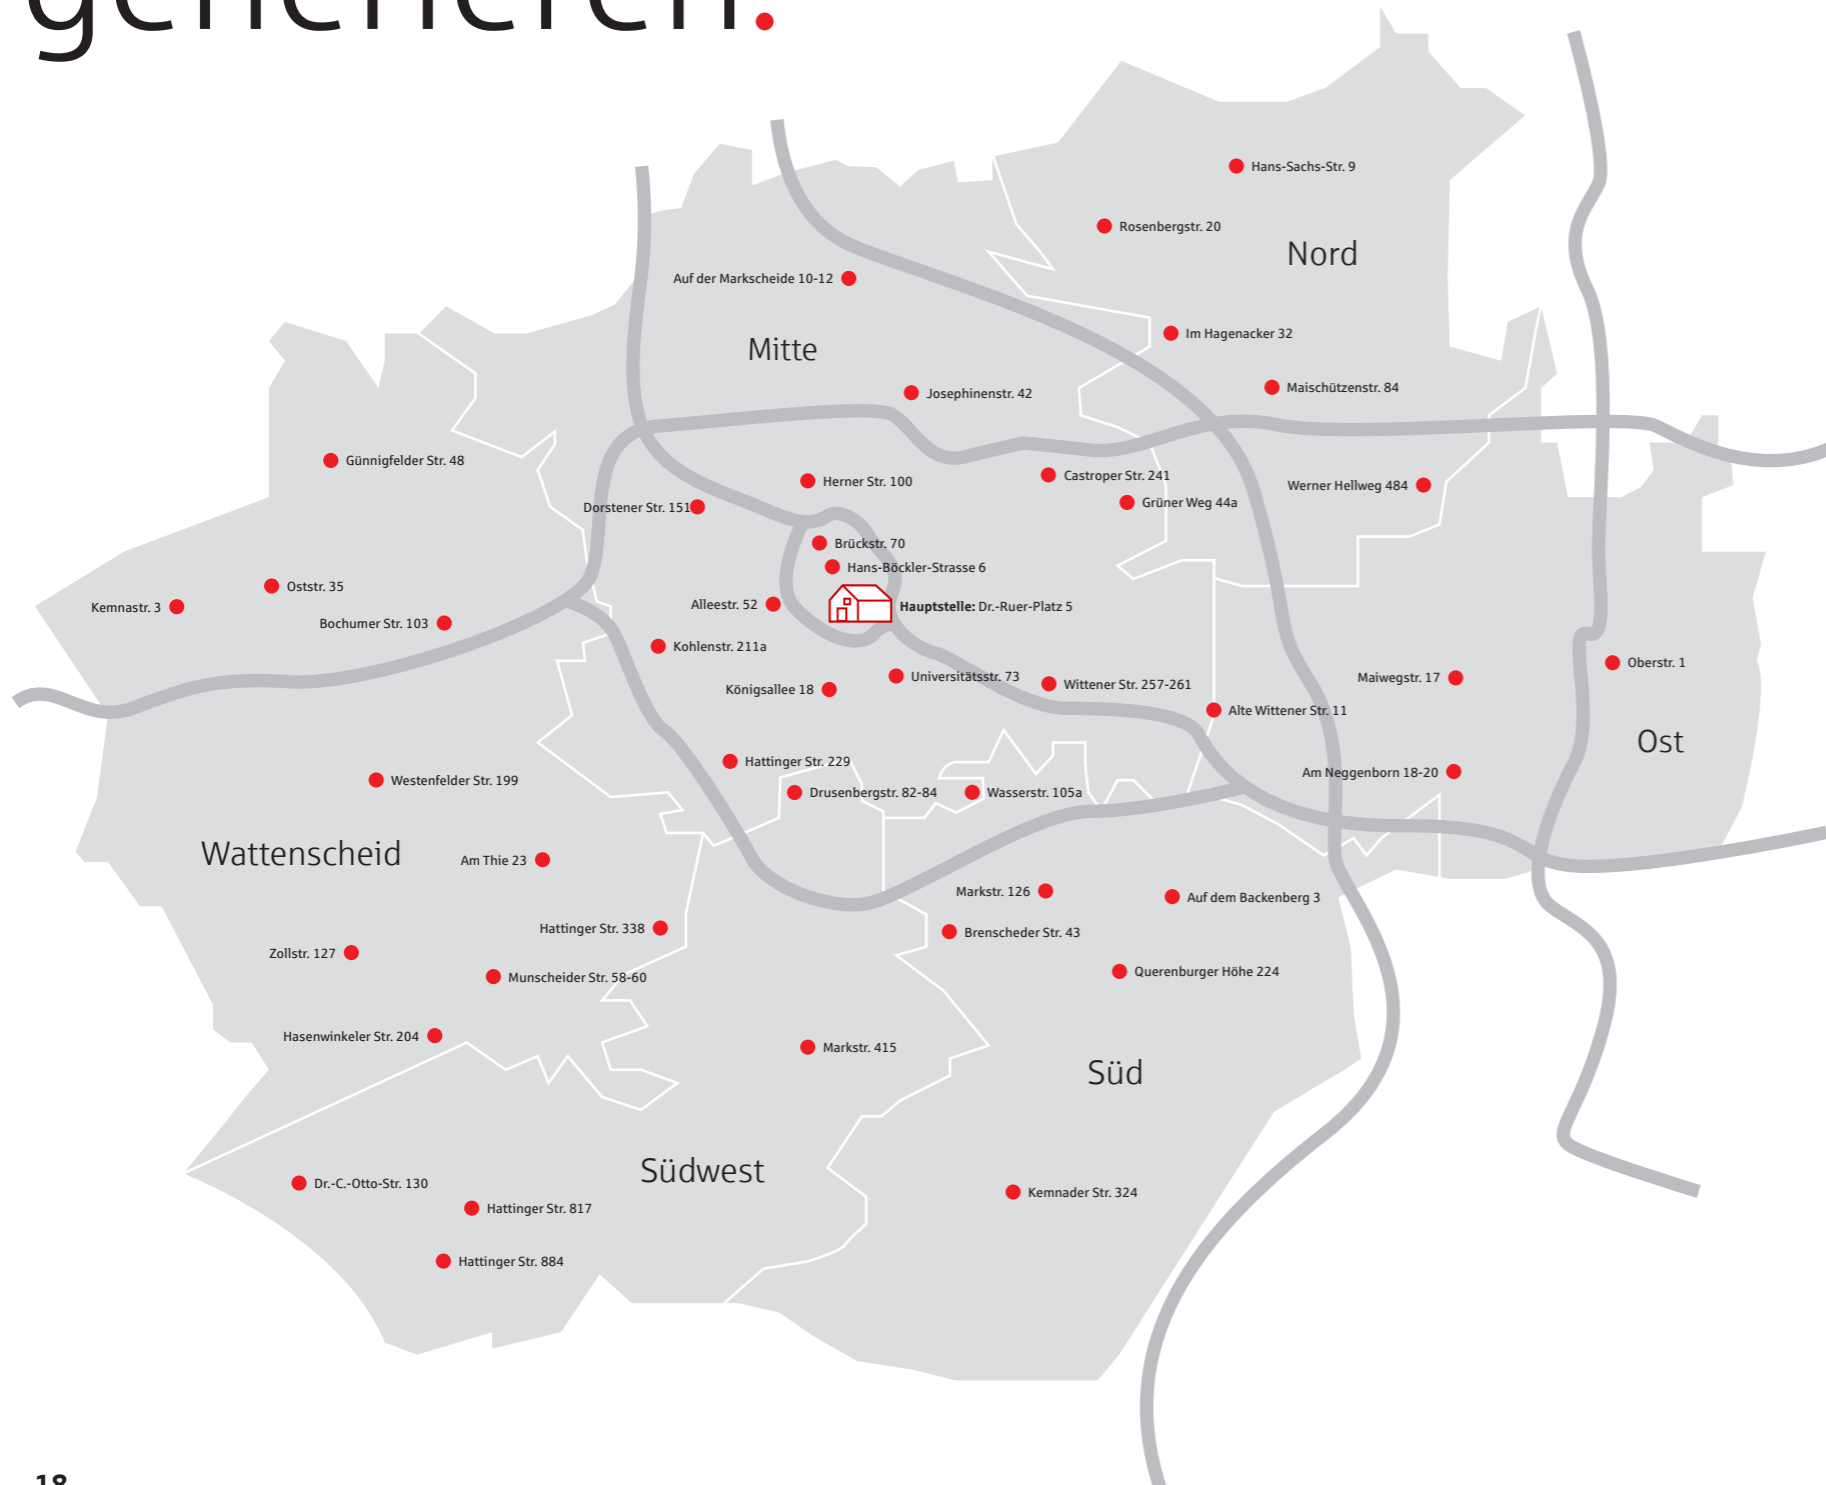 Hans-Sachs-Str. 9
Rosenbergstr. 20
Nord
Auf der Markscheide 10-12
Im Hagenacker 32
Mitte
Maischützenstr. 84
Josephinenstr. 42
Günnigfelder Str. 48
Herner Str. 100
Castroper Str. 241
Werner Hellweg 484
Grüner Weg 44a
Dorstener Str. 151
Brückstr. 70
Hans-Böckler-Strasse 6
Oststr. 35
Kemnastr. 3
Alleestr. 52
Hauptstelle: Dr.-Ruer-Platz 5
Bochumer Str. 103
Kohlenstr. 211a
Oberstr. 1
Universitätsstr. 73
Maiwegstr. 17
Wittener Str. 257-261
Königsallee 18
Alte Wittener Str. 11
Ost
Hattinger Str. 229
Am Neggenborn 18-20
Westenfelder Str. 199
Drusenbergstr. 82-84
Wasserstr. 105a
Wattenscheid
Am Thie 23
Markstr. 126
Auf dem Backenberg 3
Hattinger Str. 338
Brenscheder Str. 43
Zollstr. 127
Querenburger Höhe 224
Munscheider Str. 58-60
Hasenwinkeler Str. 204
Markstr. 415
Süd
Südwest
Dr.-C.-Otto-Str. 130
Kemnader Str. 324
Hattinger Str. 817
Hattinger Str. 884
18